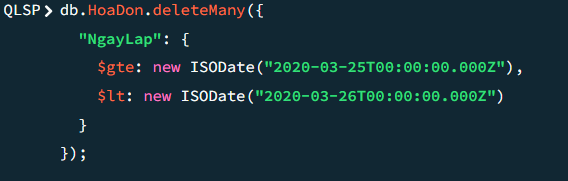 QLSP❯ db.HoaDon.deleteMany({
"NgayLap": {
$gte: new ISODate("2020-03-25T00:00:00.000Z"),
$lt: new ISODate("2020-03-26T00:00:00.000Z")
}
});